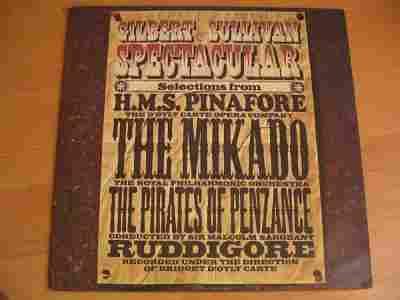 GILBERT & SULLIVAN
SPECTACULAR
Selections from
H.M.S. PINAFORE
THE D'OYLY CARTE OPERA COMPANY
THE MIKADO
THE ROYAL PHILHARMONIC ORCHESTRA
THE PIRATES OF PENZANCE
CONDUCTED BY SIR MALCOLM SARGEANT
RUDDIGORE
RECORDED UNDER THE DIRECTION
OF BRIDGET D'OYLY CARTE